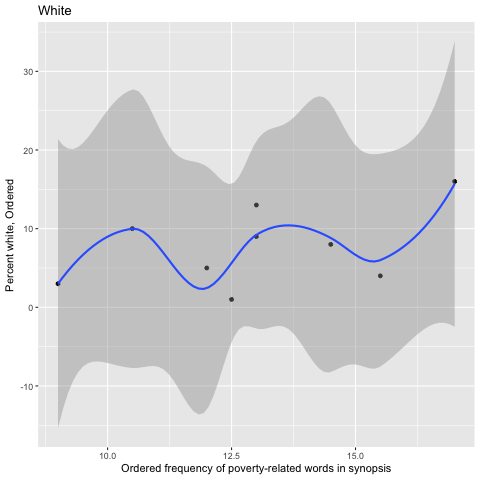 White
30
20
10
0
-10
Percent white, Ordered
10.0 12.5 15.0
Ordered frequency of poverty-related words in synopsis